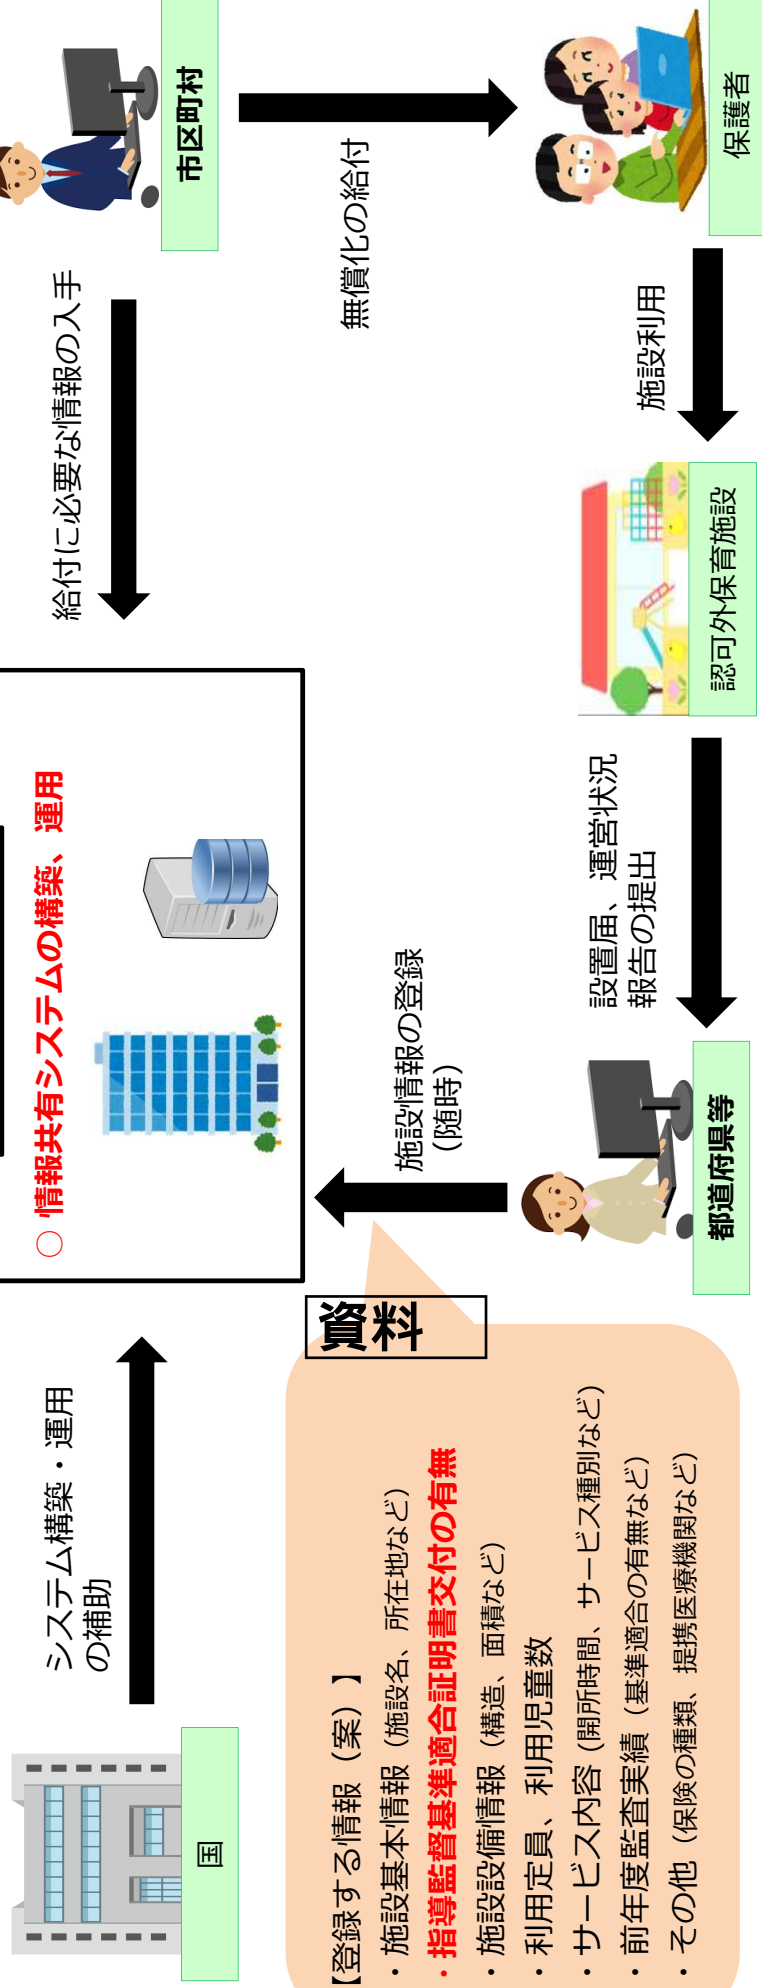 国
システム構築・運用
の補助
○ 情報共有システムの構築、運用
給付に必要な情報の入手
市区町村
無償化の給付
保護者
施設利用
認可外保育施設
設置届、運営状況
報告の提出
都道府県等
施設情報の登録
（随時）
資料
【登録する情報（案）】
・施設基本情報（施設名、所在地など）
・指導監督基準適合証明書交付の有無
・施設設備情報（構造、面積など）
・利用定員、利用児童数
・サービス内容（開所時間、サービス種別など）
・前年度監査実績（基準適合の有無など）
・その他（保険の種類、提携医療機関など）